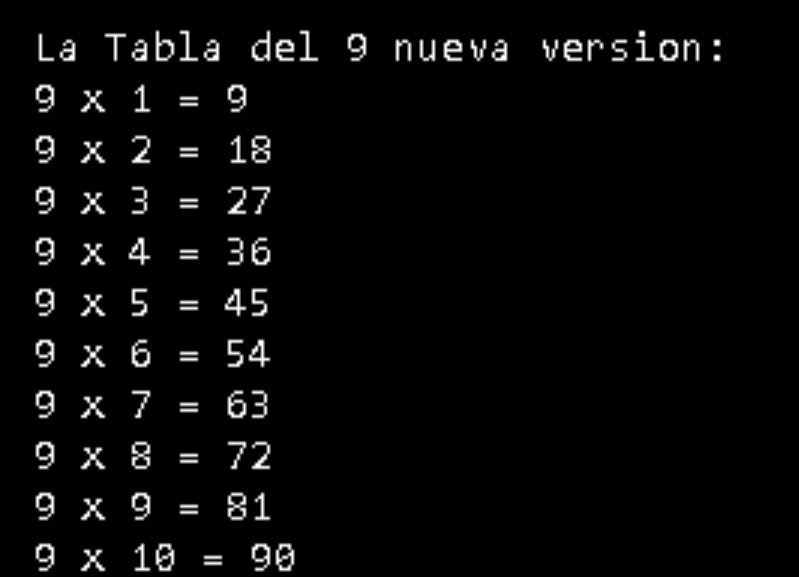 La Tabla del 9 nueva version:
9 x 1 = 9
9 x 2 = 18
9 x 3 = 27
9 x 4 = 36
9 x 5 = 45
9 x 6 = 54
9 x 7 = 63
9 x 8 = 72
9 x 9 = 81
9 x 10 = 90